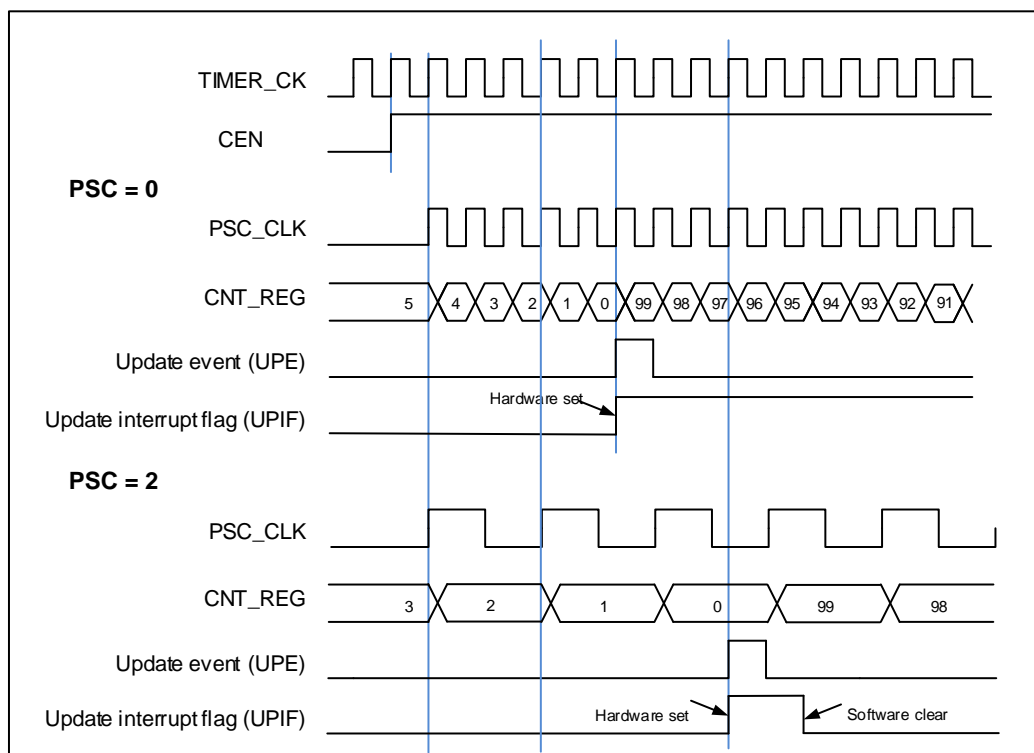 TIMER_CK
CEN
PSC = 0
PSC_CLK
CNT_REG 5 4 3 2 1 0 99 98 97 96 95 94 93 92 91
Update event (UPE)
Hardware set
Update interrupt flag (UPIF)
PSC = 2
PSC_CLK
CNT_REG 3 2 1 0 99 98
Update event (UPE)
Update interrupt flag (UPIF) Hardware set Software clear